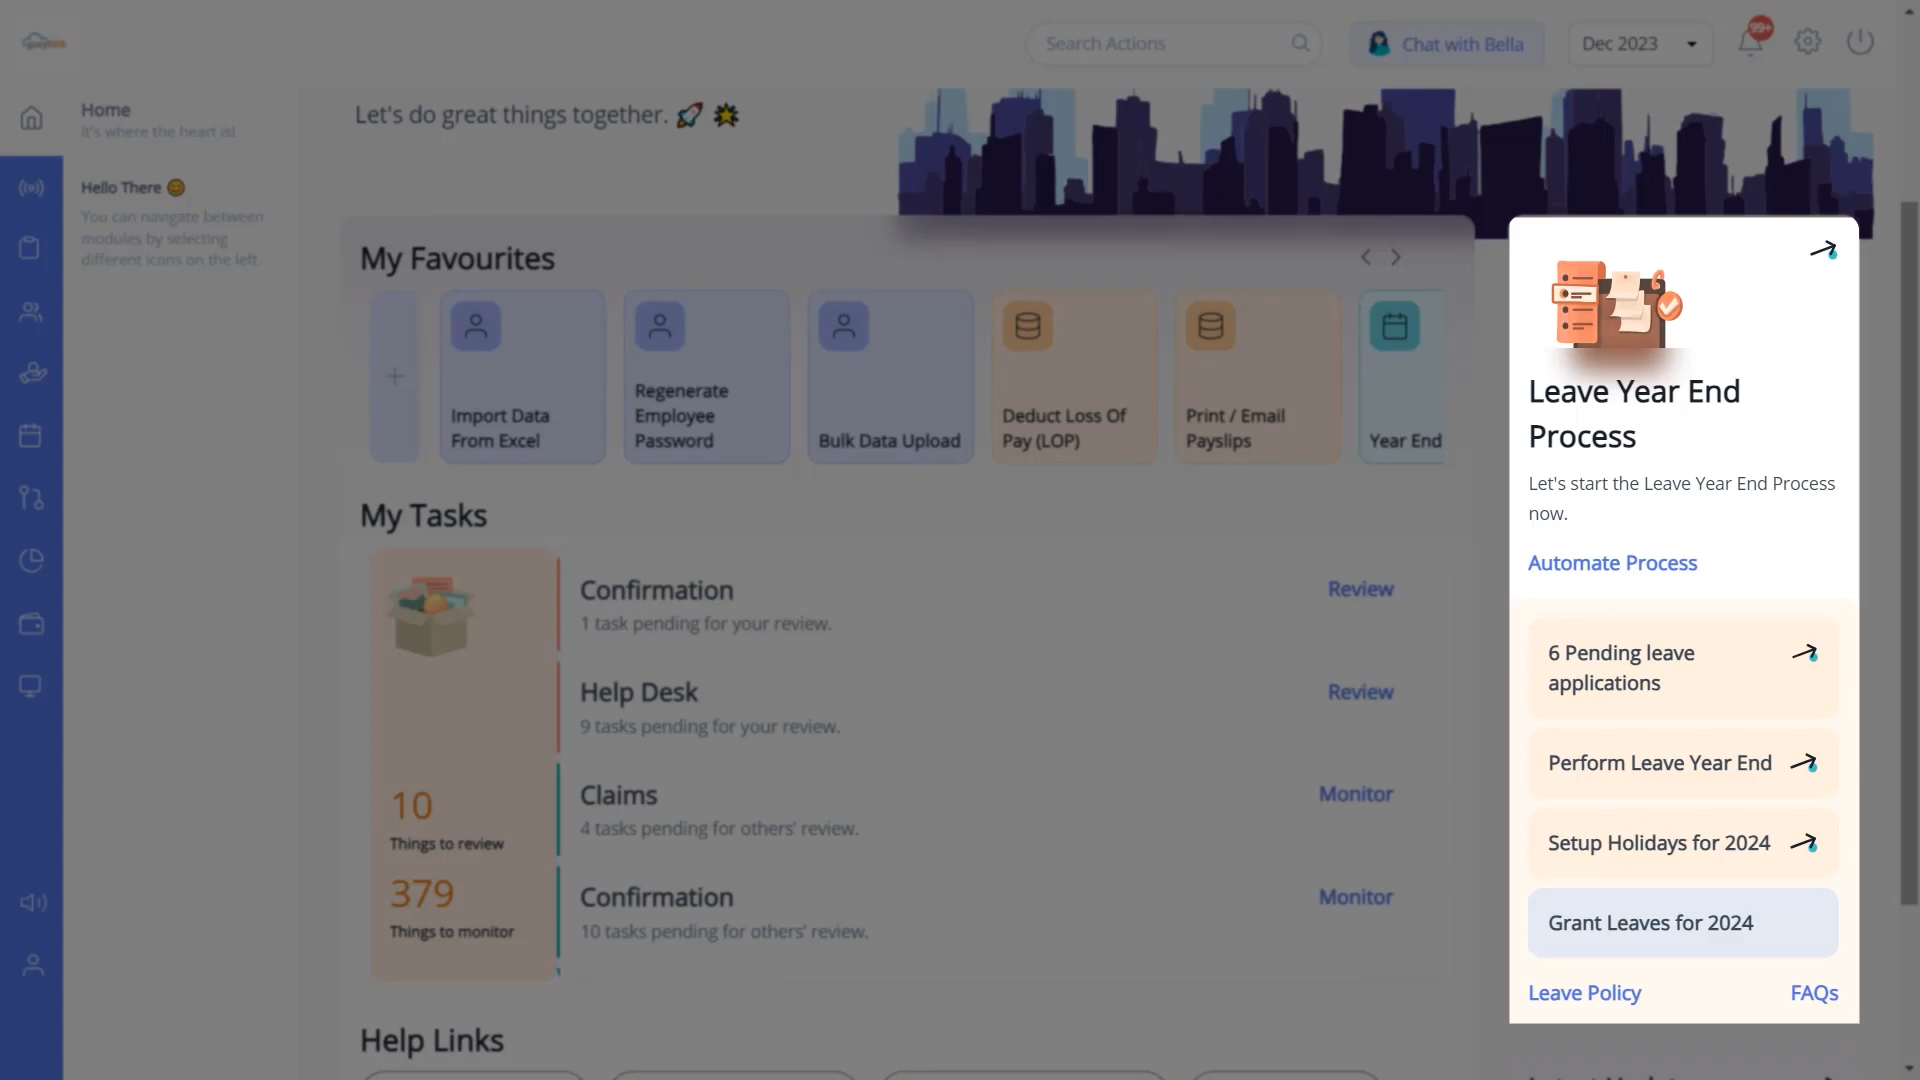 Search Actions
Chat with Bella
Dec 2023
99+
Home
it's where the heart is!
Hello There
You can navigate between
modules by selecting
different icons on the left.
Let's do great things together.
My Favourites
Import Data
From Excel
Regenerate
Employee
Password
Bulk Data Upload
Deduct Loss Of
Pay (LOP)
Print / Email
Payslips
Year End
My Tasks
10
Things to review
379
Things to monitor
Confirmation
Review
1 task pending for your review.
Help Desk
Review
9 tasks pending for your review.
Claims
Monitor
4 tasks pending for others' review.
Confirmation
Monitor
10 tasks pending for others' review.
Help Links
Leave Year End
Process
Let's start the Leave Year End Process
now.
Automate Process
6 Pending leave
applications
Perform Leave Year End
Setup Holidays for 2024
Grant Leaves for 2024
Leave Policy
FAQs